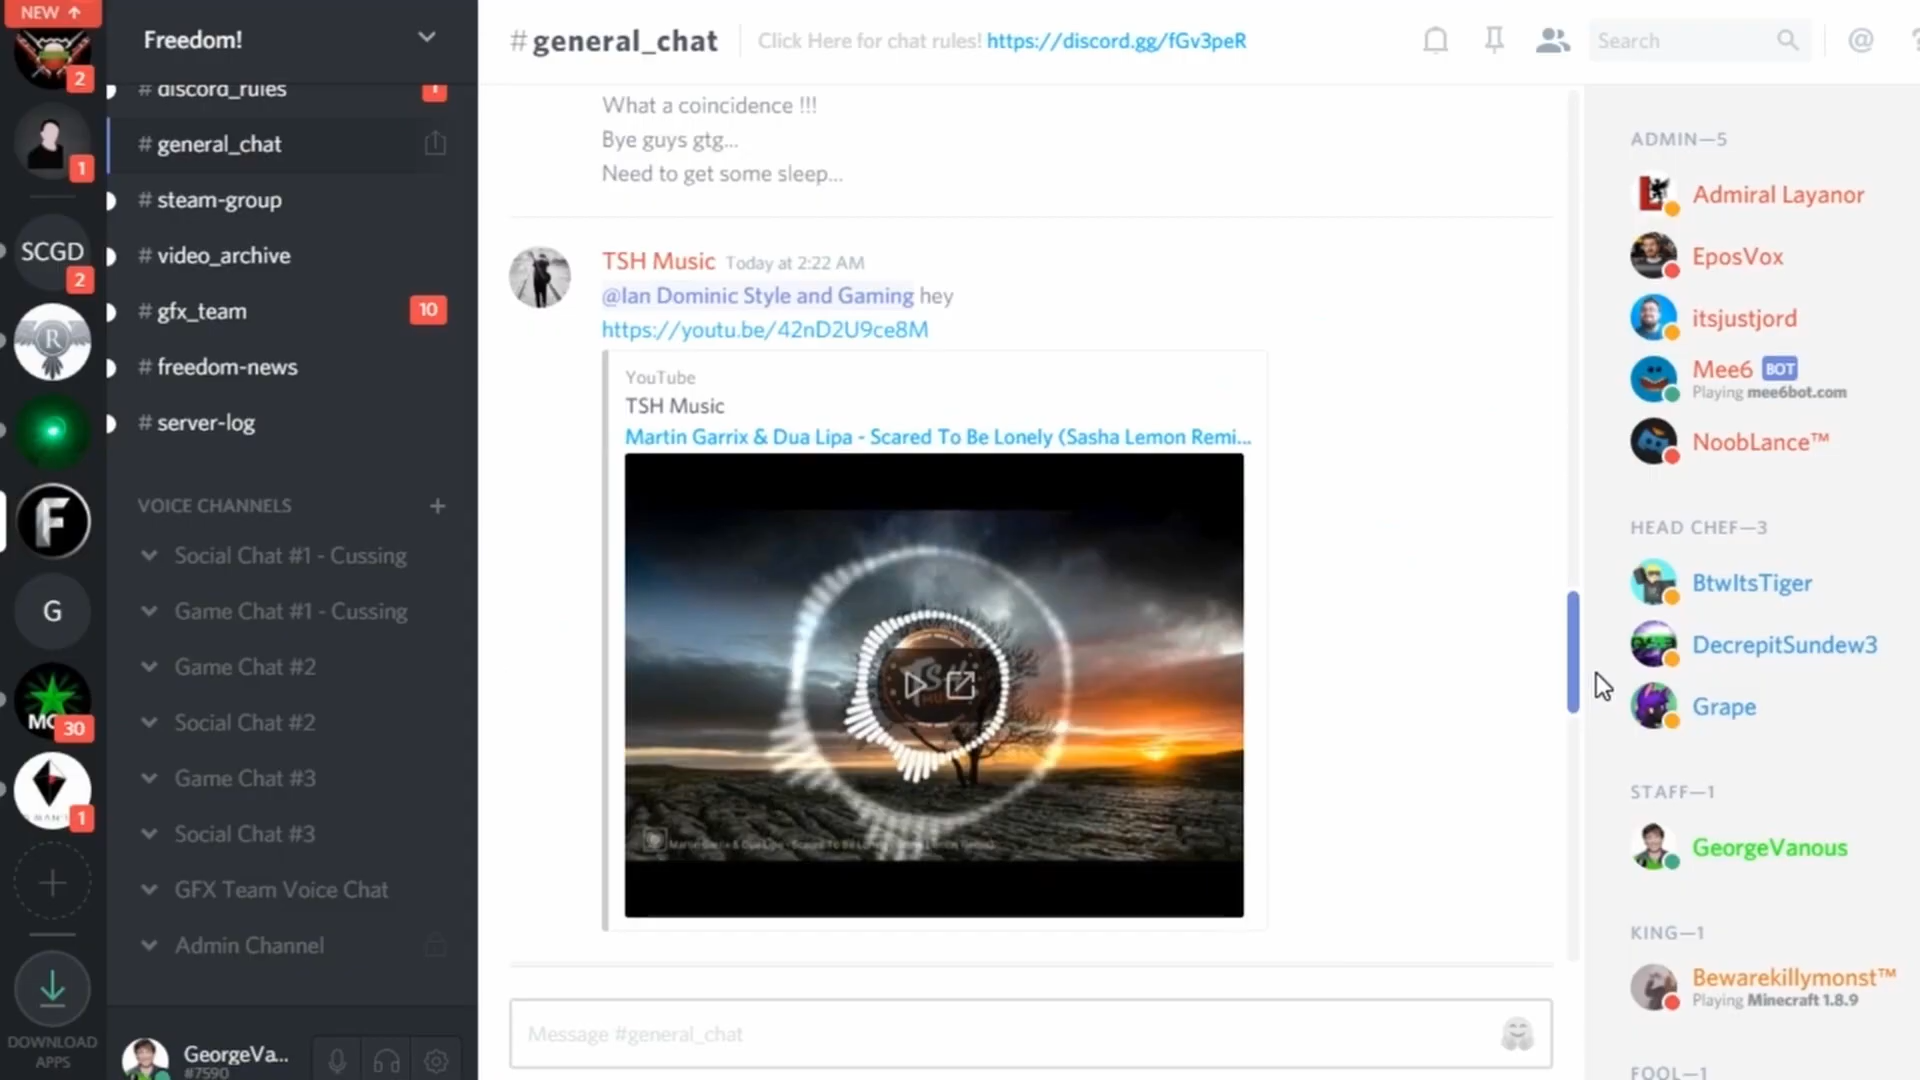 NEW
2
1
SCGD
2
R
F
G
MC
30
1
DOWNLOAD
APPS
Freedom!
# discord_rules
1
# general_chat
# steam-group
# video_archive
# gfx_team
10
# freedom-news
# server-log
VOICE CHANNELS
Social Chat #1 - Cussing
Game Chat #1 - Cussing
Game Chat #2
Social Chat #2
Game Chat #3
Social Chat #3
GFX Team Voice Chat
Admin Channel
GeorgeVa...
#7590
# general_chat
Click Here for chat rules! https://discord.gg/fGv3peR
Search
What a coincidence !!!
Bye guys gtg...
Need to get some sleep...
TSH Music Today at 2:22 AM
@Ian Dominic Style and Gaming hey
https://youtu.be/42nD2U9ce8M
YouTube
TSH Music
Martin Garrix & Dua Lipa - Scared To Be Lonely (Sasha Lemon Remi...
Message #general_chat
ADMIN—5
Admiral Layanor
EposVox
itsjustjord
Mee6 BOT
Playing mee6bot.com
NoobLance™
HEAD CHEF—3
BtwItsTiger
DecrepitSundew3
Grape
STAFF—1
GeorgeVanous
KING—1
Bewarekillymonst™
Playing Minecraft 1.8.9
FOOL—1